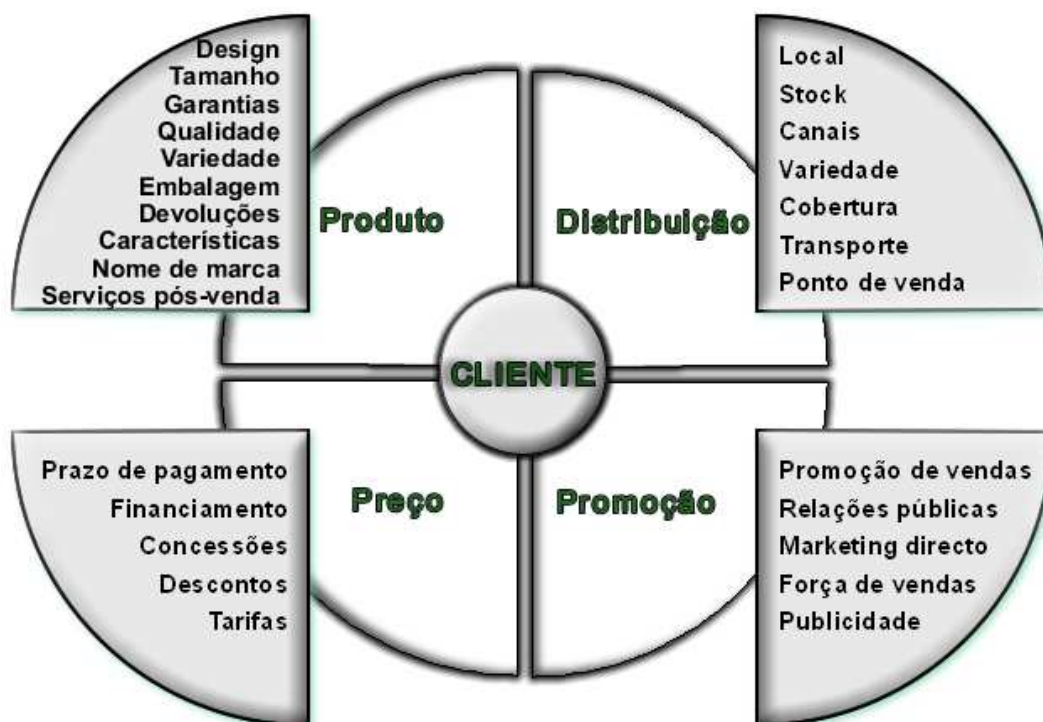 Design
Tamanho
Garantias
Qualidade
Variedade
Embalagem
Devoluções
Características
Nome de marca
Serviços pós-venda
Produto
Distribuição
Local
Stock
Canais
Variedade
Cobertura
Transporte
Ponto de venda
CLIENTE
Prazo de pagamento
Financiamento
Concessões
Descontos
Tarifas
Preço
Promoção
Promoção de vendas
Relações públicas
Marketing directo
Força de vendas
Publicidade